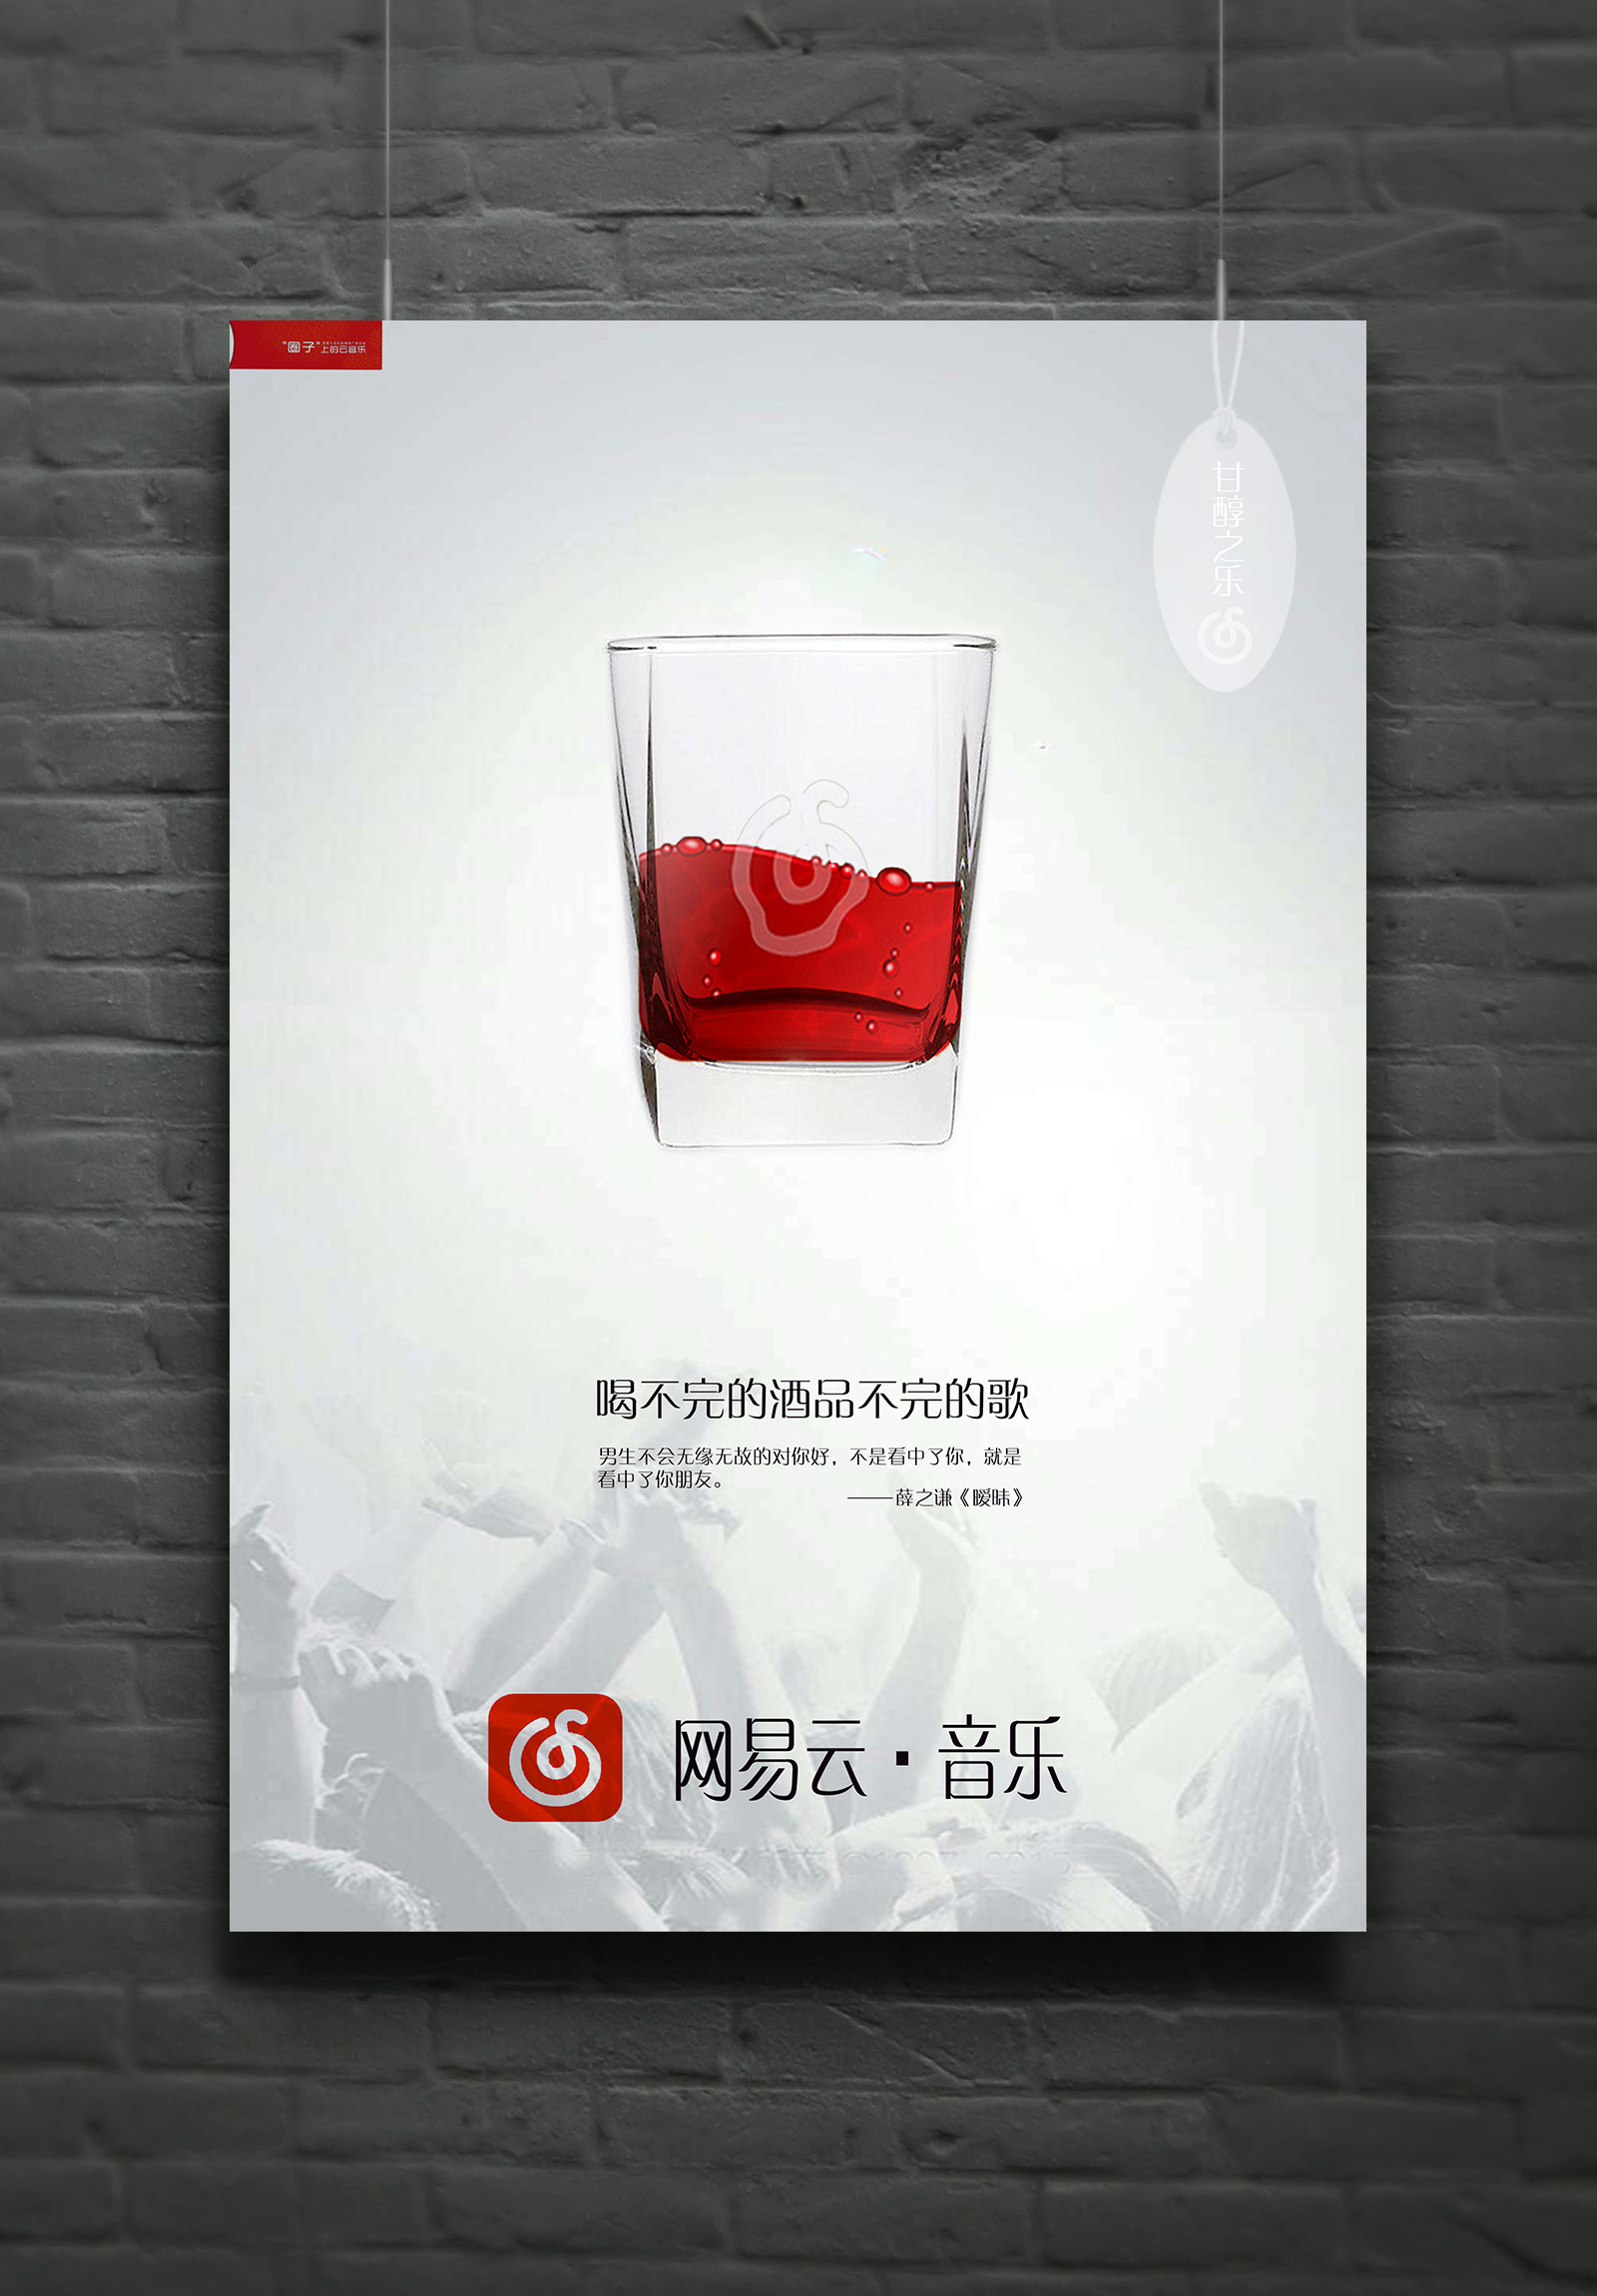 “圈子”
上的云音乐
甘醇之乐
喝不完的酒品不完的歌
男生不会无缘无故的对你好，不是看中了你，就是
看中了你朋友。
——薛之谦《暧昧》
网易云·音乐